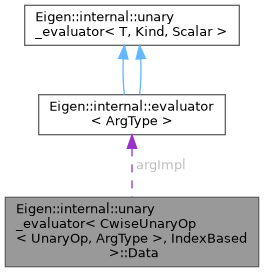 Eigen::internal::unary
_evaluator< T, Kind, Scalar >
Eigen::internal::evaluator
< ArgType >
argImpl
Eigen::internal::unary
_evaluator< CwiseUnaryOp
< UnaryOp, ArgType >, IndexBased
>::Data